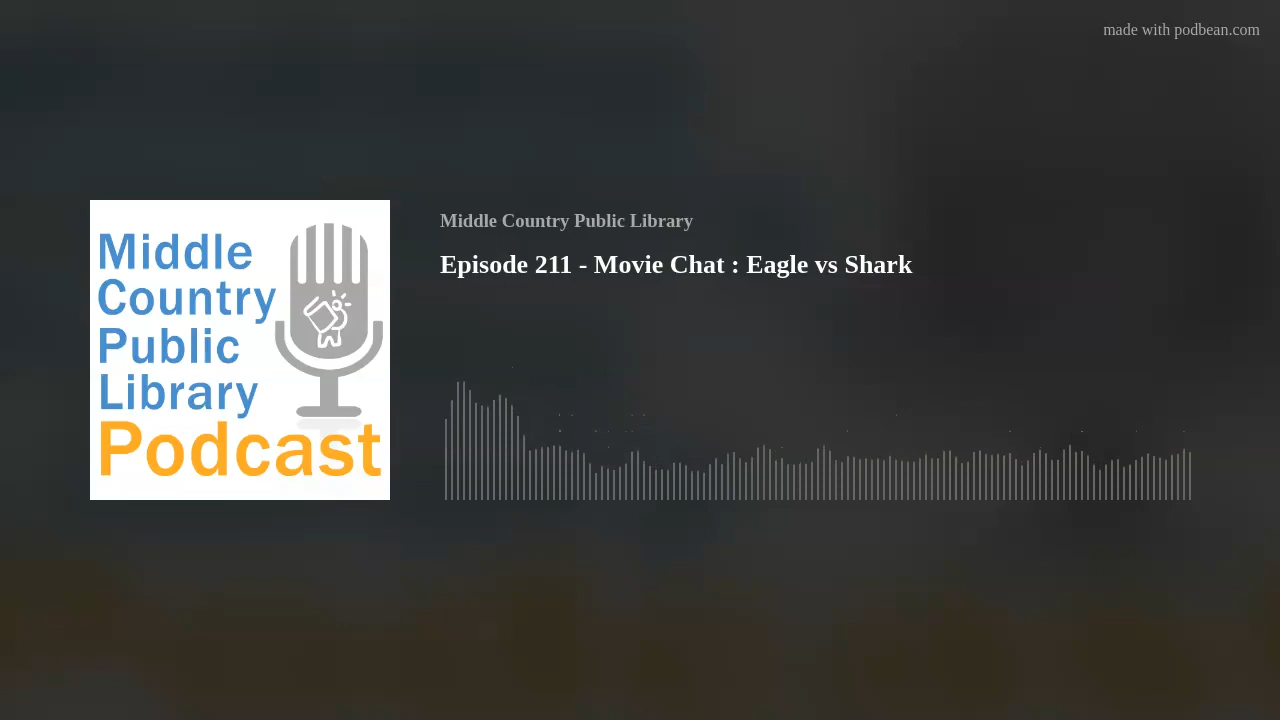 made with podbean.com
Middle Country Public Library
Episode 211 - Movie Chat : Eagle vs Shark
Middle
Country
Public
Library
Podcast